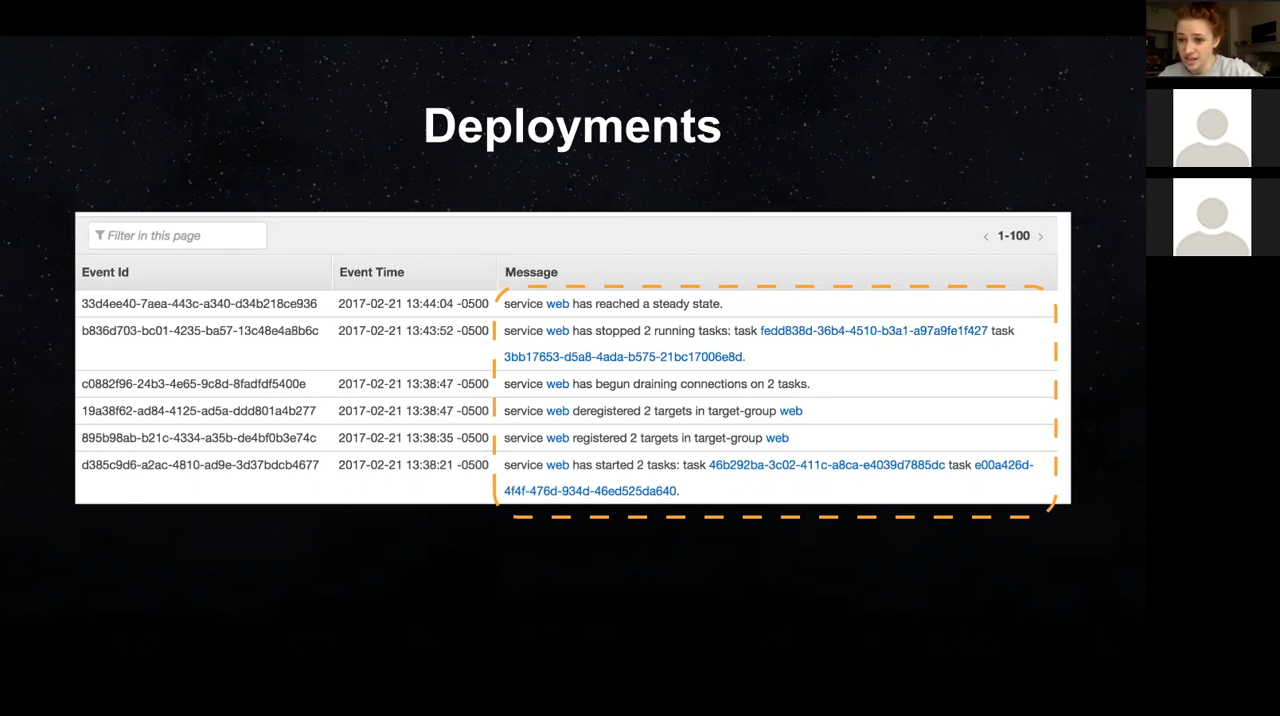 Deployments
Filter in this page
< 1-100 >
Event Id Event Time Message
33d4ee40-7aea-443c-a340-d34b218ce936 2017-02-21 13:44:04 -0500 service web has reached a steady state.
b836d703-bc01-4235-ba57-13c48e4a8b6c 2017-02-21 13:43:52 -0500 service web has stopped 2 running tasks: task fedd838d-36b4-4510-b3a1-a97a9fe1f427 task
3bb17653-d5a8-4ada-b575-21bc17006e8d.
c0882f96-24b3-4e65-9c8d-8fadfdf5400e 2017-02-21 13:38:47 -0500 service web has begun draining connections on 2 tasks.
19a38f62-ad84-4125-ad5a-ddd801a4b277 2017-02-21 13:38:47 -0500 service web deregistered 2 targets in target-group web
895b98ab-b21c-4334-a35b-de4bf0b3e74c 2017-02-21 13:38:35 -0500 service web registered 2 targets in target-group web
d385c9d6-a2ac-4810-ad9e-3d37bdcb4677 2017-02-21 13:38:21 -0500 service web has started 2 tasks: task 46b292ba-3c02-411c-a8ca-e4039d7885dc task e00a426d-
4f4f-476d-934d-46ed525da640.